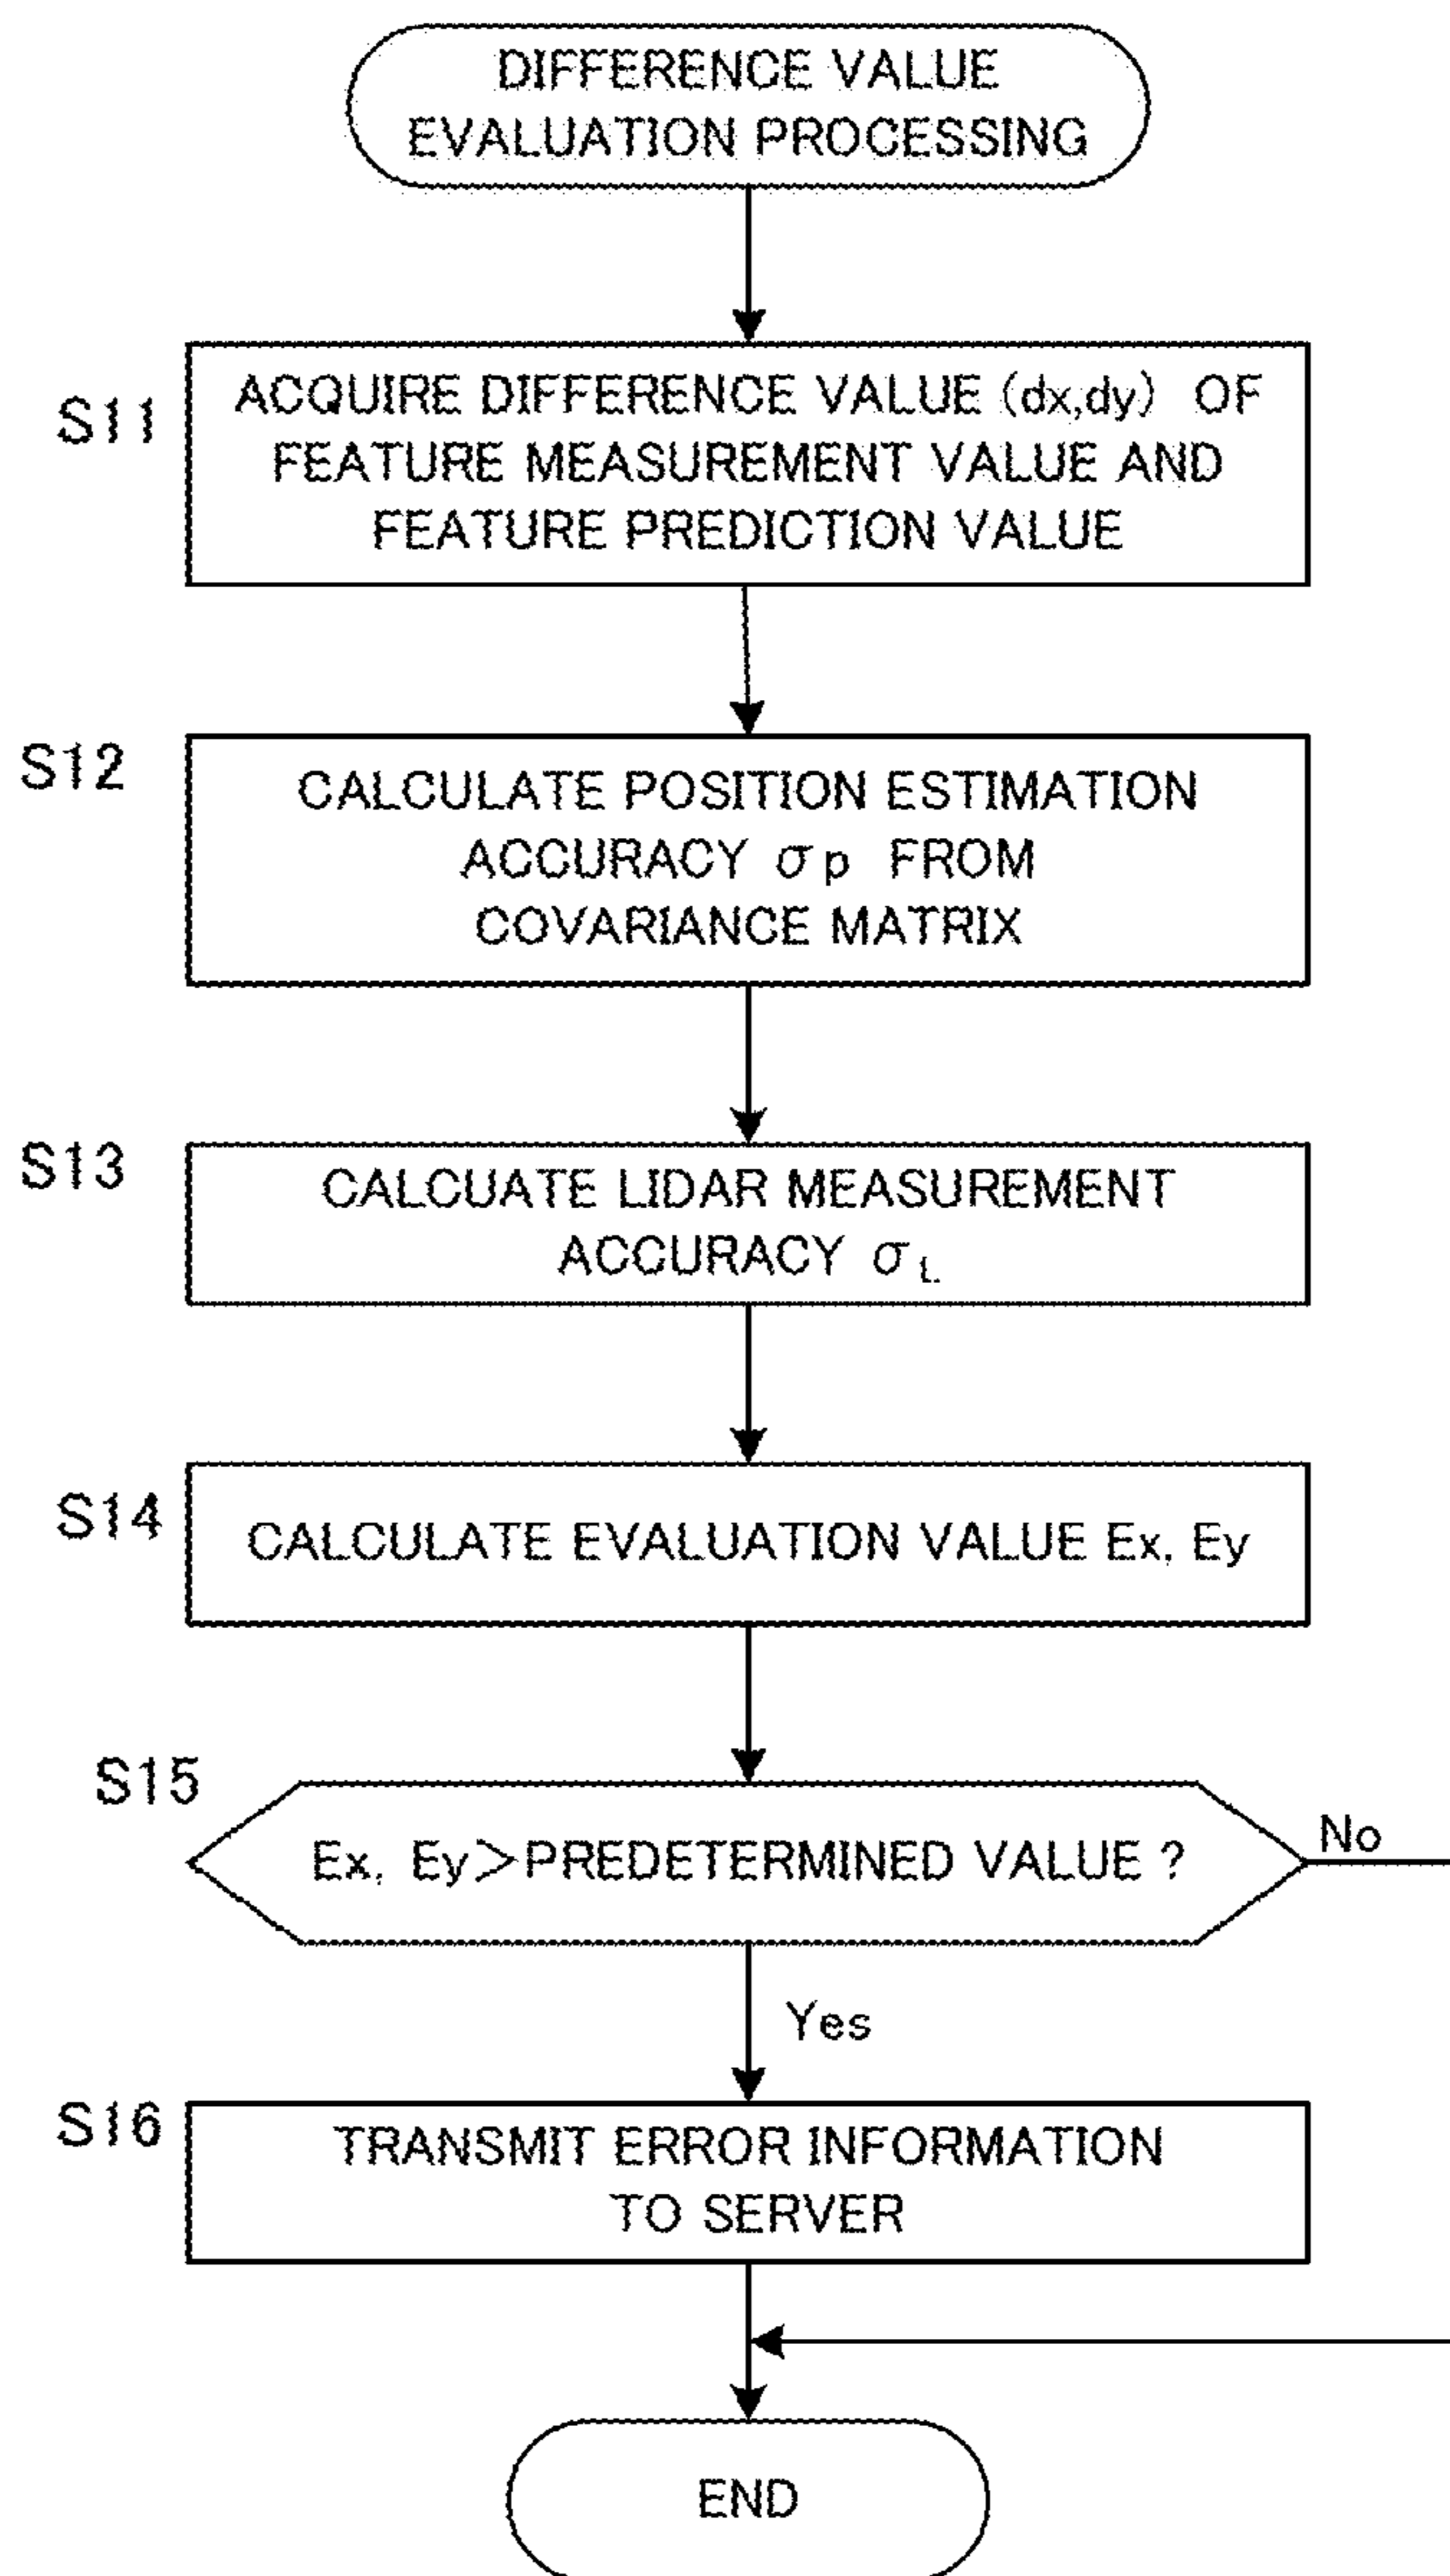 DIFFERENCE VALUE
EVALUATION PROCESSING
S11
ACQUIRE DIFFERENCE VALUE (dx,dy) OF
FEATURE MEASUREMENT VALUE AND
FEATURE PREDICTION VALUE
S12
CALCULATE POSITION ESTIMATION
ACCURACY σp FROM
COVARIANCE MATRIX
S13
CALCUATE LIDAR MEASUREMENT
ACCURACY σL
S14
CALCULATE EVALUATION VALUE Ex, Ey
S15
Ex, Ey>PREDETERMINED VALUE ?
No
Yes
S16
TRANSMIT ERROR INFORMATION
TO SERVER
END